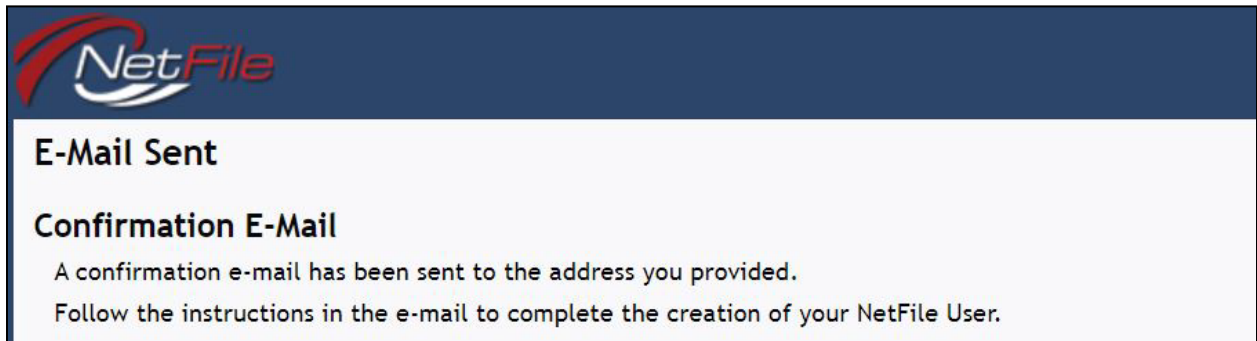 NetFile
E-Mail Sent
Confirmation E-Mail
A confirmation e-mail has been sent to the address you provided.
Follow the instructions in the e-mail to complete the creation of your NetFile User.